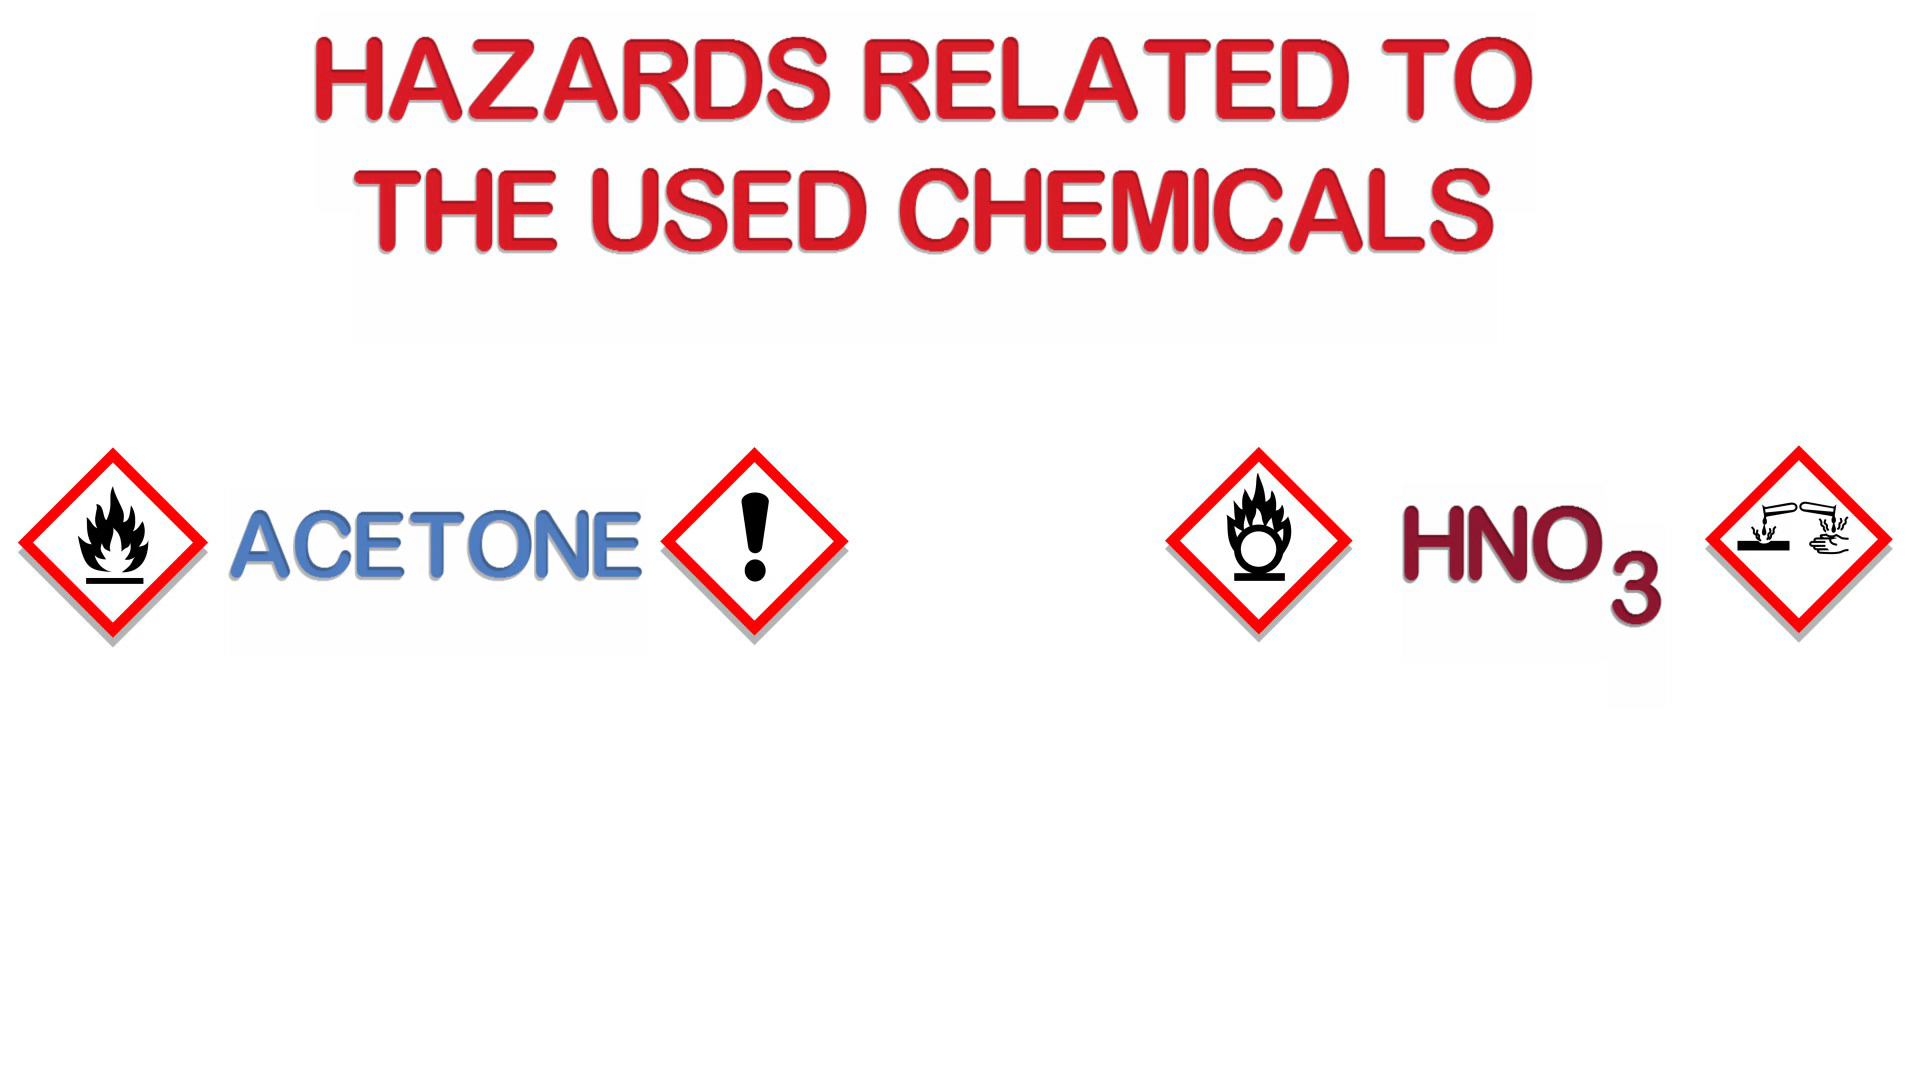 HAZARDS RELATED TO
THE USED CHEMICALS
ACETONE
HNO3